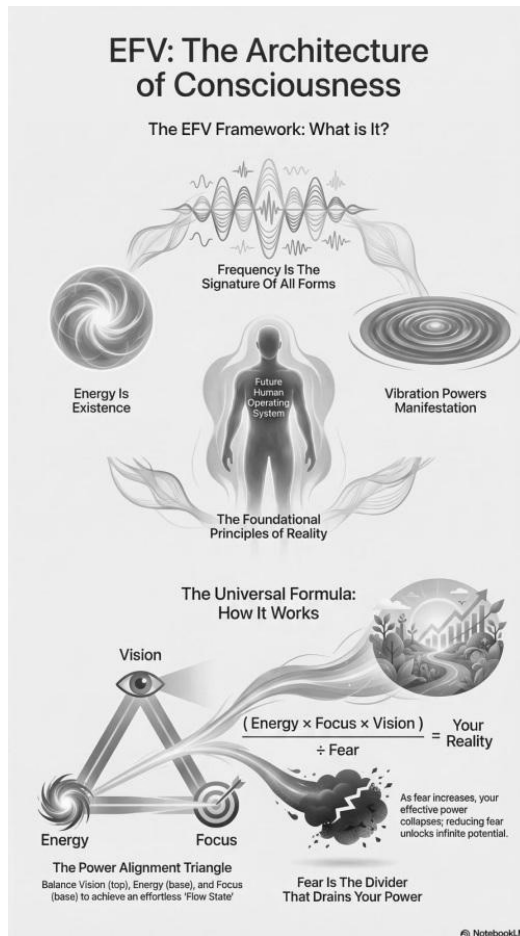 EFV: The Architecture
of Consciousness
The EFV Framework: What is It?
Frequency Is The
Signature Of All Forms
Energy Is
Existence
Future
Human
Operating
System
Vibration Powers
Manifestation
The Foundational
Principles of Reality
The Universal Formula:
How It Works
Vision
( Energy × Focus × Vision )
÷ Fear
= Your
Reality
Energy
Focus
As fear increases, your
effective power
collapses; reducing fear
unlocks infinite potential.
The Power Alignment Triangle
Balance Vision (top), Energy (base), and Focus
(base) to achieve an effortless 'Flow State'
Fear Is The Divider
That Drains Your Power